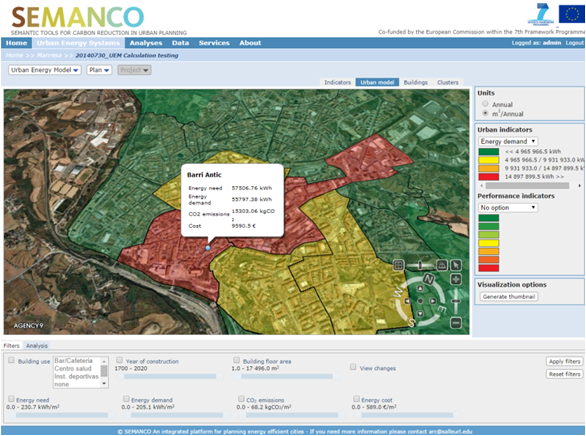 SEMANCO
SEMANTIC TOOLS FOR CARBON REDUCTION IN URBAN PLANNING
Co-funded by the European Commission within the 7th Framework Programme
Home Urban Energy Systems Analyses Data Services About
Logged as: admin Logout
Home >> Manresa >> 20140730_UEM Calculation testing
Urban Energy Model Plan Project
Indicators Urban model Buildings Clusters
Units
Annual
m²/Annual
Urban indicators
Energy demand
<< 4 965 966.5 kWh
4 965 966.5 / 9 931 933.0 k
9 931 933.0 / 14 897 899.5
14 897 899.5 kWh >>
Performance indicators
No option
Visualization options
Generate thumbnail
Barri Antic
Energy need 57506.76 kWh
Energy demand 55797.38 kWh
CO2 emissions 15303.06 kgCO
Cost 9590.5 €
N
W
E
S
AGENCY9
Filters Analysis
Building use
Bar/Cafeteria
Centro salud
Inst. deportivas
none
Year of construction
1700 - 2020
Building floor area
1.0 - 17 496.0 m²
View changes
Apply filters
Reset filters
Energy need
0.0 - 230.7 kWh/m²
Energy demand
0.0 - 205.1 kWh/m²
CO₂ emissions
0.0 - 68.2 kgCO₂/m²
Energy cost
0.0 - 589.0 €/m²
© SEMANCO An integrated platform for planning energy efficient cities - If you need more information please contact arc@salleurl.edu